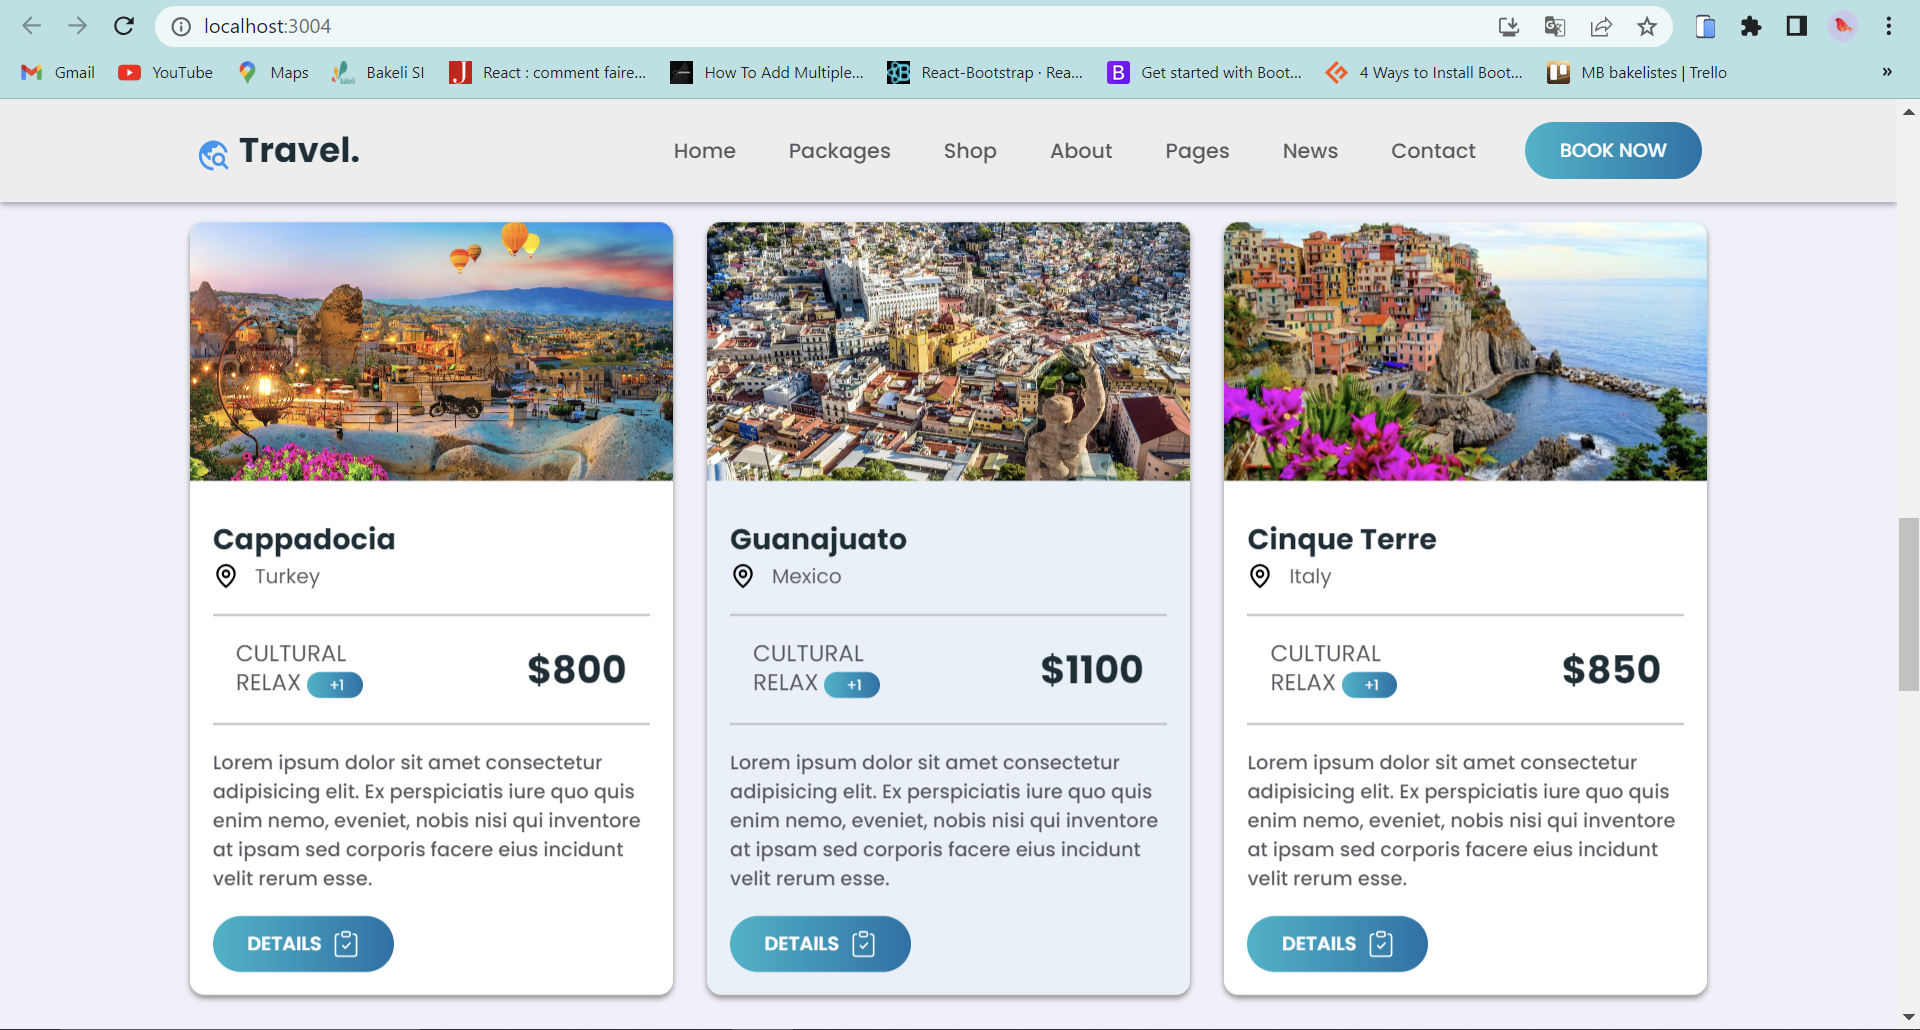 localhost:3004
Gmail YouTube Maps Bakeli SI React : comment faire... How To Add Multiple... React-Bootstrap · Rea... Get started with Boot... 4 Ways to Install Boot... MB bakelistes | Trello »
Travel. Home Packages Shop About Pages News Contact BOOK NOW
Cappadocia
Turkey
CULTURAL
RELAX +1
$800
Lorem ipsum dolor sit amet consectetur
adipisicing elit. Ex perspiciatis iure quo quis
enim nemo, eveniet, nobis nisi qui inventore
at ipsam sed corporis facere eius incidunt
velit rerum esse.
DETAILS
Guanajuato
Mexico
CULTURAL
RELAX +1
$1100
Lorem ipsum dolor sit amet consectetur
adipisicing elit. Ex perspiciatis iure quo quis
enim nemo, eveniet, nobis nisi qui inventore
at ipsam sed corporis facere eius incidunt
velit rerum esse.
DETAILS
Cinque Terre
Italy
CULTURAL
RELAX +1
$850
Lorem ipsum dolor sit amet consectetur
adipisicing elit. Ex perspiciatis iure quo quis
enim nemo, eveniet, nobis nisi qui inventore
at ipsam sed corporis facere eius incidunt
velit rerum esse.
DETAILS